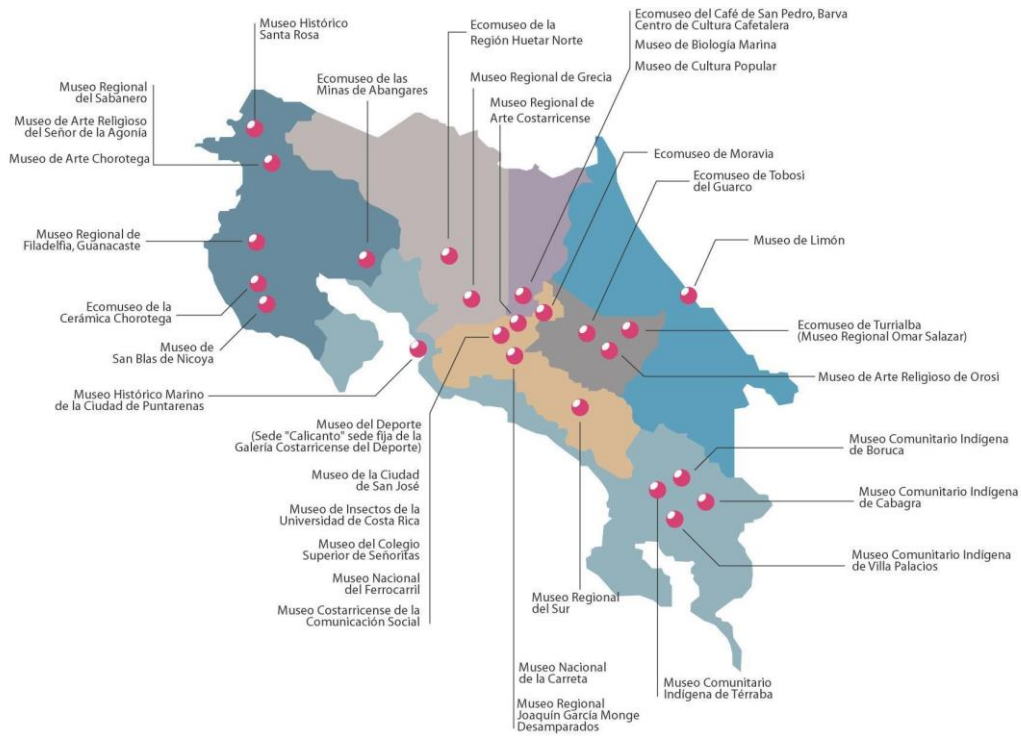 Museo Histórico
Santa Rosa
Ecomuseo de la
Región Huetar Norte
Ecomuseo del Café de San Pedro, Barva
Centro de Cultura Cafetalera
Museo de Biología Marina
Museo de Cultura Popular
Museo Regional
del Sabanero
Museo de Arte Religioso
del Señor de la Agonía
Museo de Arte Chorotega
Ecomuseo de las
Minas de Abangares
Museo Regional de Grecia
Museo Regional de
Arte Costarricense
Ecomuseo de Moravia
Ecomuseo de Tobosi
del Guarco
Museo de Limón
Museo Regional de
Filadelfia, Guanacaste
Ecomuseo de la
Cerámica Chorotega
Museo de
San Blas de Nicoya
Museo Histórico Marino
de la Ciudad de Puntarenas
Ecomuseo de Turrialba
(Museo Regional Omar Salazar)
Museo de Arte Religioso de Orosi
Museo del Deporte
(Sede "Calicanto" sede fija de la
Galería Costarricense del Deporte)
Museo de la Ciudad
de San José
Museo de Insectos de la
Universidad de Costa Rica
Museo del Colegio
Superior de Señoritas
Museo Nacional
del Ferrocarril
Museo Costarricense de la
Comunicación Social
Museo Comunitario Indígena
de Boruca
Museo Comunitario Indígena
de Cabagra
Museo Comunitario Indígena
de Villa Palacios
Museo Regional
del Sur
Museo Nacional
de la Carreta
Museo Regional
Joaquín García Monge
Desamparados
Museo Comunitario
Indígena de Térraba